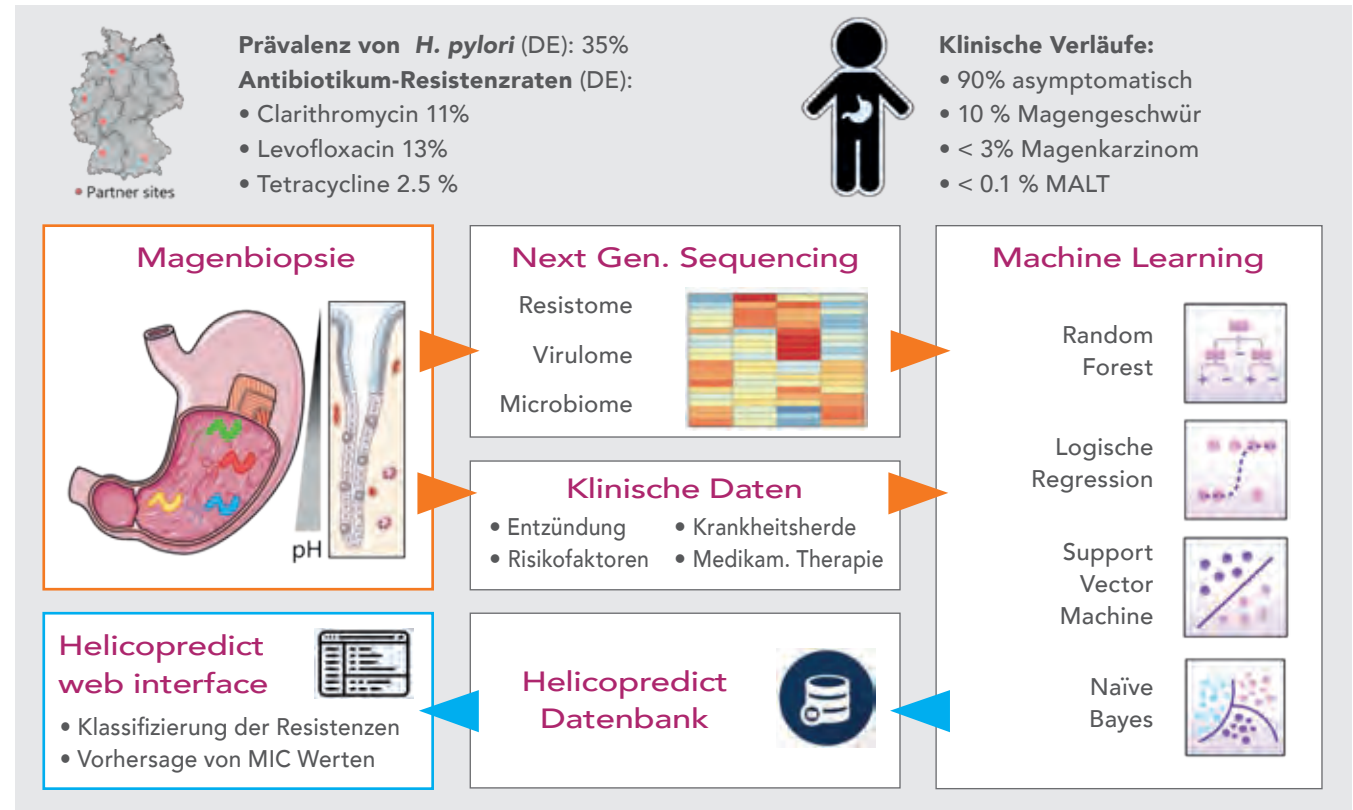 Prävalenz von H. pylori (DE): 35%
Antibiotikum-Resistenzraten (DE):
• Clarithromycin 11%
• Levofloxacin 13%
• Tetracycline 2.5 %
• Partner sites
Klinische Verläufe:
• 90% asymptomatisch
• 10 % Magengeschwür
• < 3% Magenkarzinom
• < 0.1 % MALT
Magenbiopsie
pH
Next Gen. Sequencing
Resistome
Virulome
Microbiome
Klinische Daten
• Entzündung
• Krankheitsherde
• Risikofaktoren
• Medikam. Therapie
Machine Learning
Random
Forest
Logische
Regression
Support
Vector
Machine
Naïve
Bayes
Helicopredict
web interface
• Klassifizierung der Resistenzen
• Vorhersage von MIC Werten
Helicopredict
Datenbank